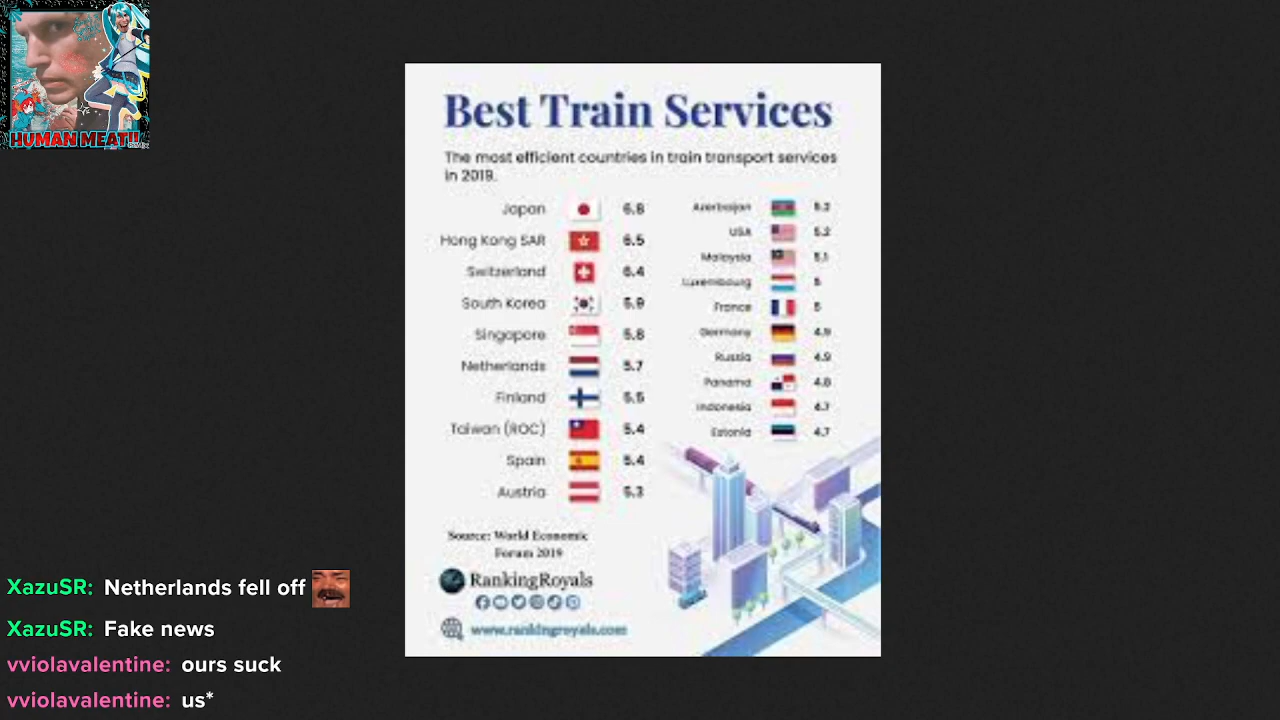 HUMAN MEAT!!
Best Train Services
The most efficient countries in train transport services
in 2019.
Japan 6.8
Hong Kong SAR 6.5
Switzerland 6.4
South Korea 5.9
Singapore 5.8
Netherlands 5.7
Finland 5.5
Taiwan (ROC) 5.4
Spain 5.4
Austria 5.3
Azerbaijan 5.2
USA 5.2
Malaysia 5.1
Luxembourg 5
France 5
Germany 4.9
Russia 4.9
Panama 4.8
Indonesia 4.7
Estonia 4.7
Source: World Economic
Forum 2019
RankingRoyals
www.rankingroyals.com
XazuSR: Netherlands fell off
XazuSR: Fake news
vviolavalentine: ours suck
vviolavalentine: us*